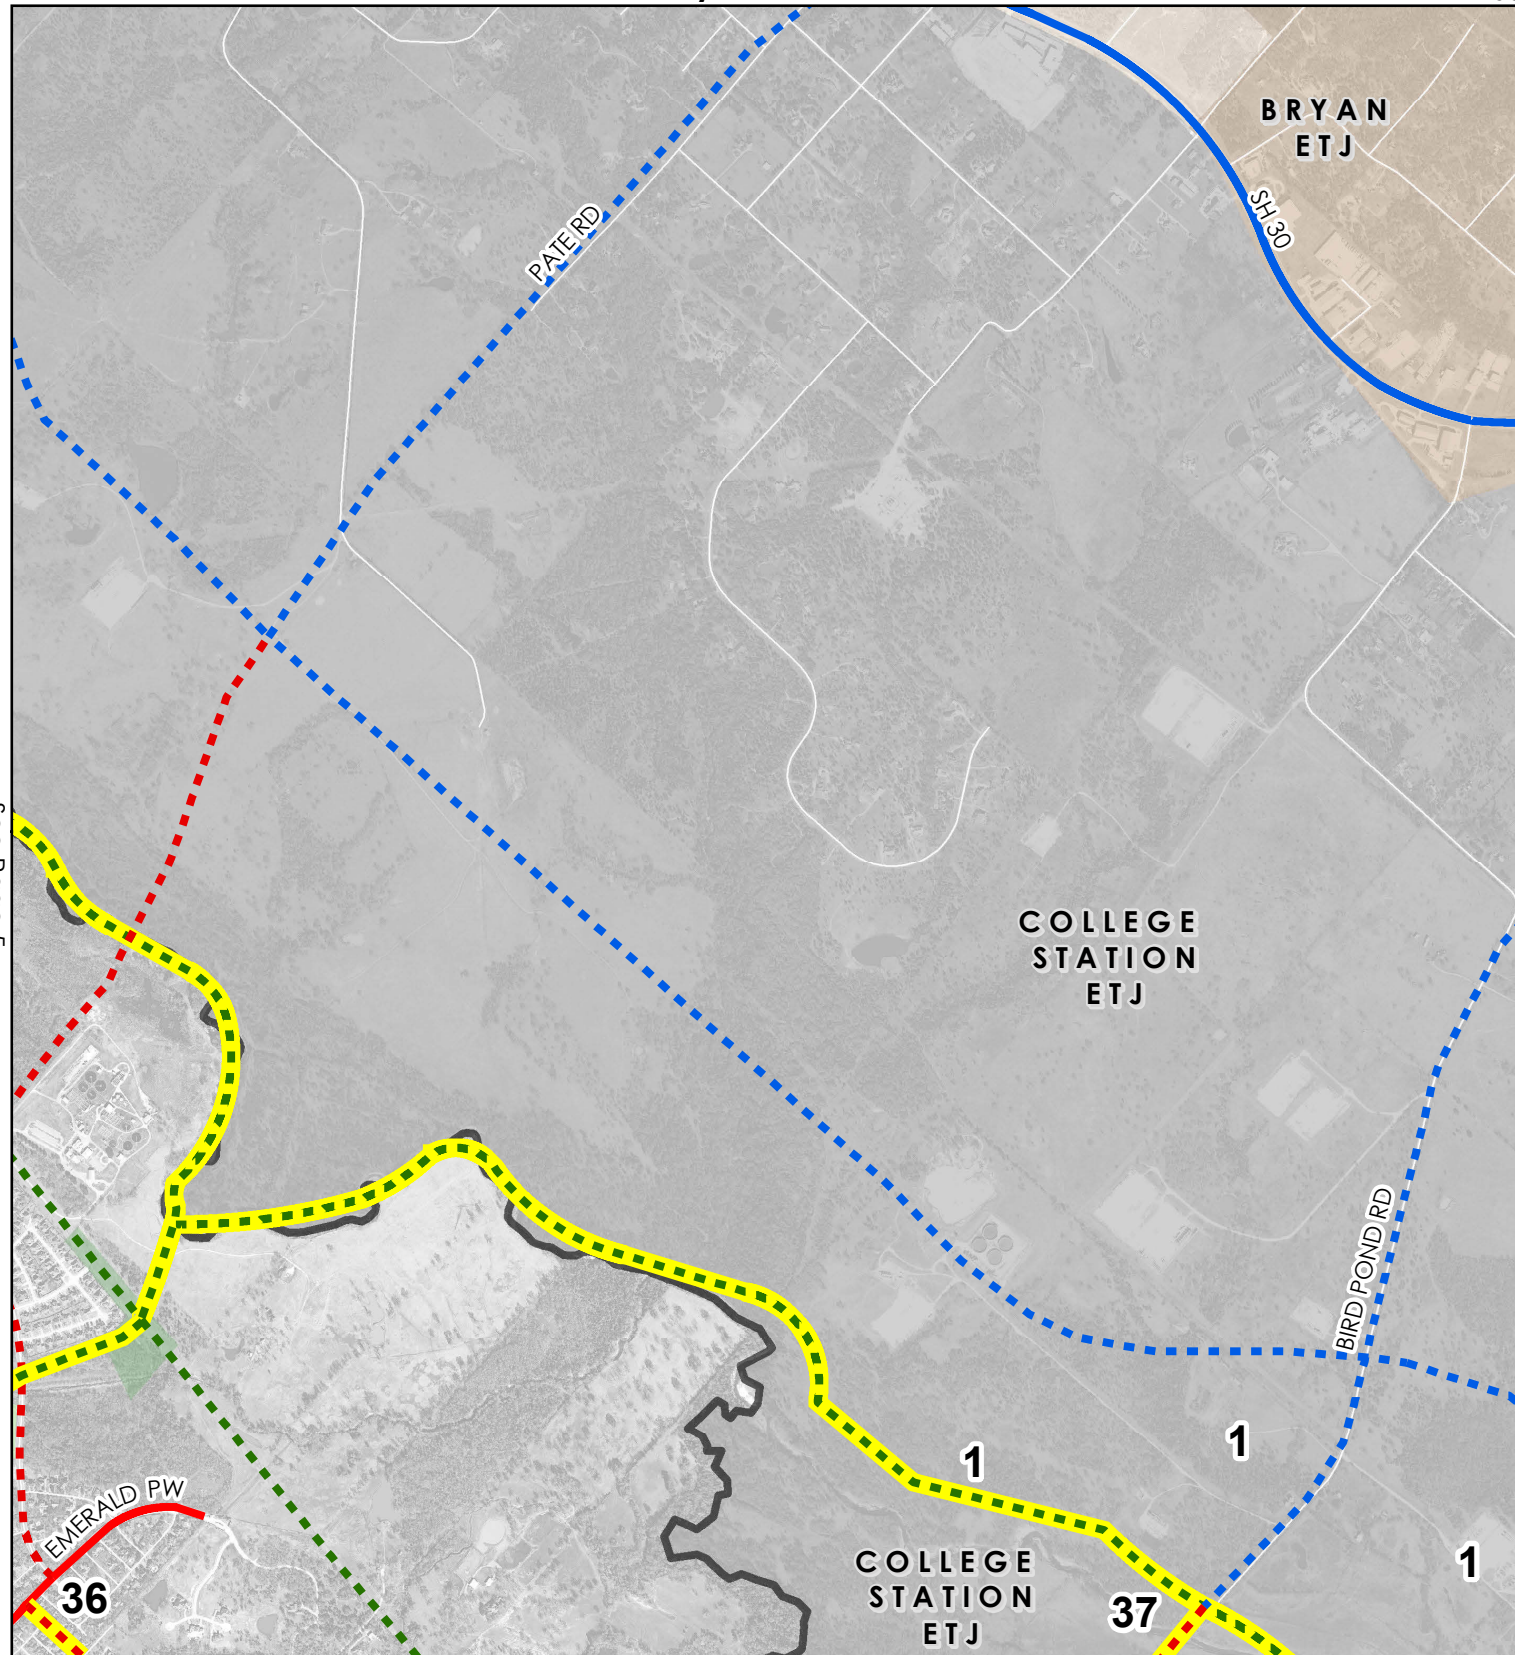 BRYAN
ETJ
SH 30
PATE RD
COLLEGE
STATION
ETJ
BIRD POND RD
1
1
EMERALD PW
COLLEGE
STATION
ETJ
1
36
37